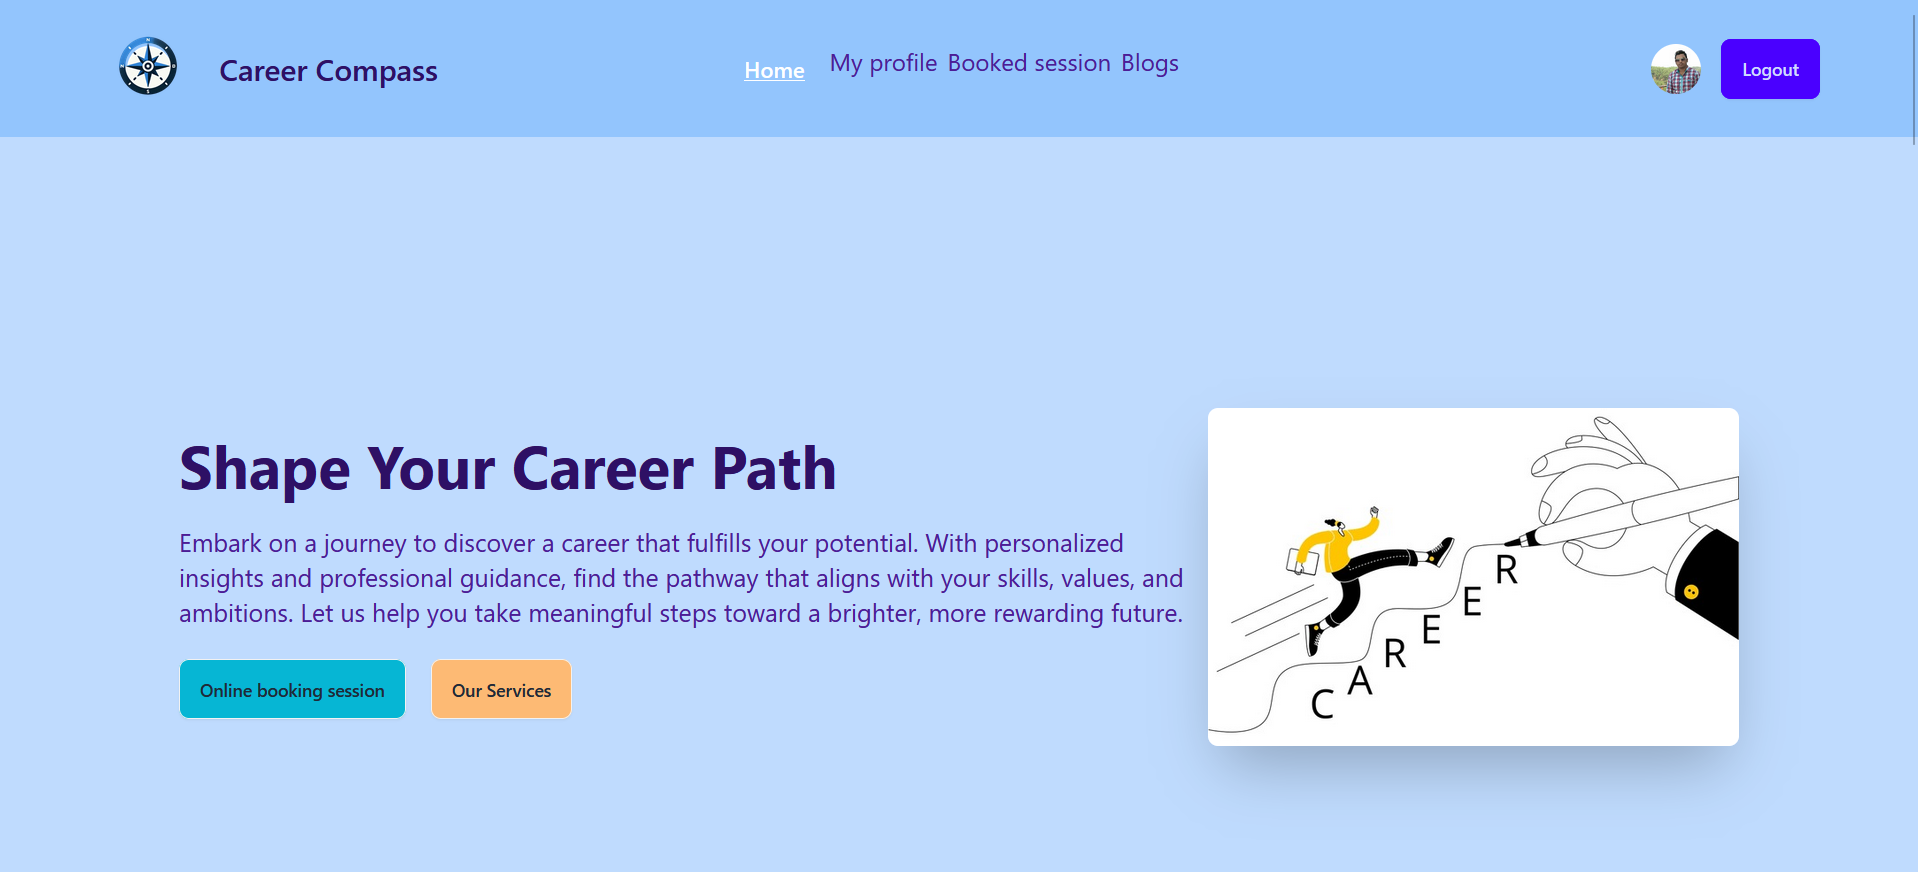 Career Compass
Home My profile Booked session Blogs
Logout
Shape Your Career Path
Embark on a journey to discover a career that fulfills your potential. With personalized
insights and professional guidance, find the pathway that aligns with your skills, values, and
ambitions. Let us help you take meaningful steps toward a brighter, more rewarding future.
Online booking session
Our Services
CAREER